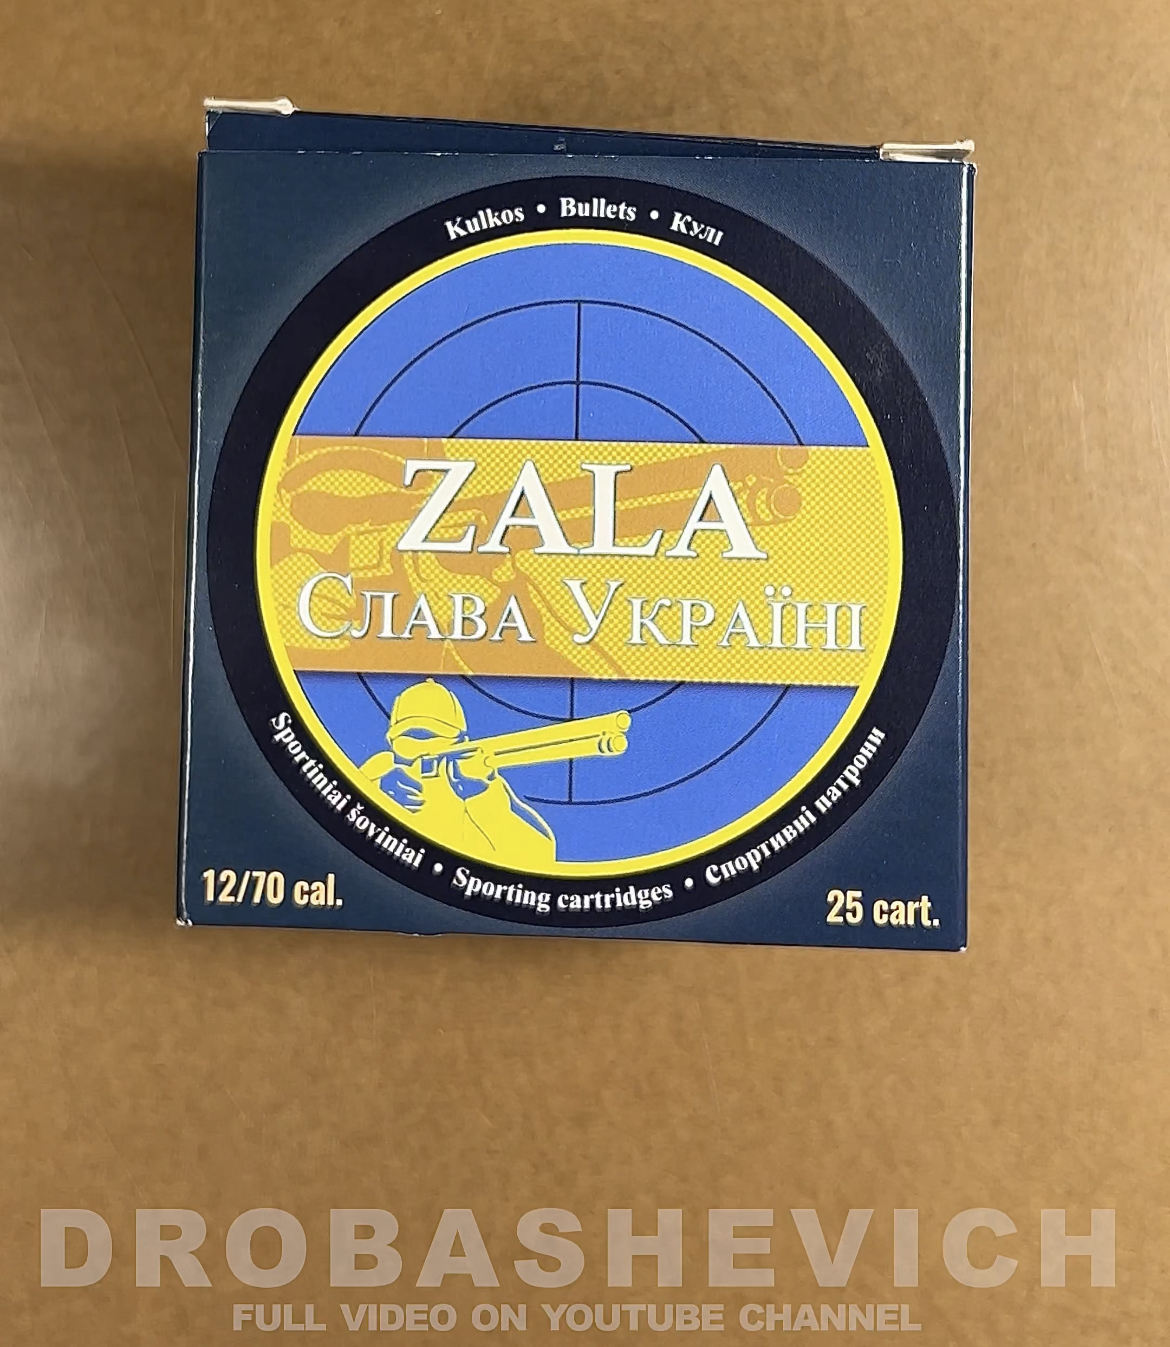 Kulkos • Bullets • Кулі
ZALA
Слава Україні
Sportiniai šoviniai • Sporting cartridges • Спортивні патрони
12/70 cal.
25 cart.
DROBASHEVICH
FULL VIDEO ON YOUTUBE CHANNEL